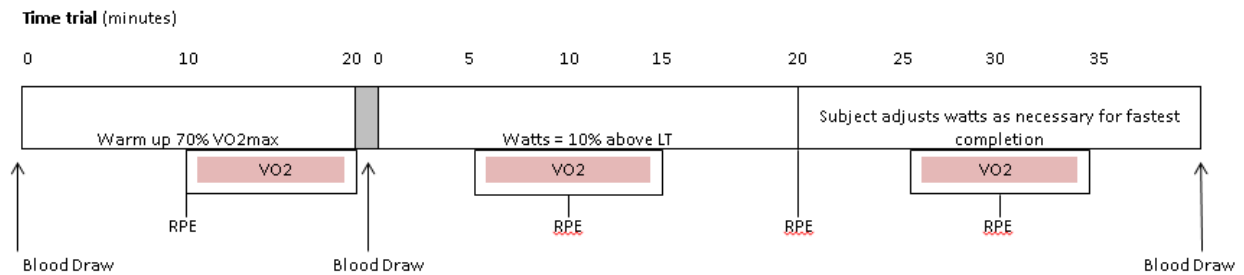 Time trial (minutes)
0 10 20 0 5 10 15 20 25 30 35
Warm up 70% VO2max
Watts = 10% above LT
Subject adjusts watts as necessary for fastest
completion
VO2 VO2 VO2
RPE RPE RPE RPE
Blood Draw Blood Draw Blood Draw